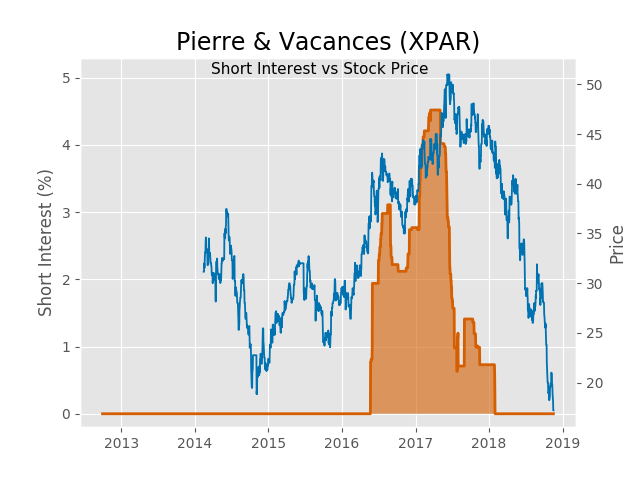 Pierre & Vacances (XPAR)
Short Interest vs Stock Price
Short Interest (%)
5
4
3
2
1
0
50
45
40
35
30
25
20
Price
2013 2014 2015 2016 2017 2018 2019